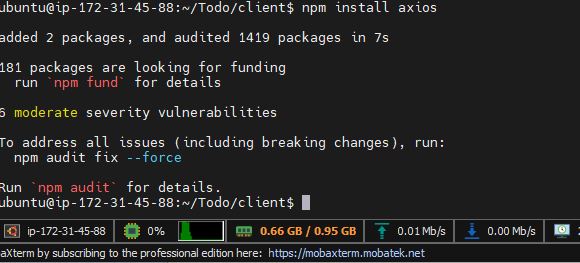 ubuntu@ip-172-31-45-88:~/Todo/client$ npm install axios
added 2 packages, and audited 1419 packages in 7s
181 packages are looking for funding
run `npm fund` for details
6 moderate severity vulnerabilities
To address all issues (including breaking changes), run:
npm audit fix --force
Run `npm audit` for details.
ubuntu@ip-172-31-45-88:~/Todo/client$
ip-172-31-45-88 0% 0.66 GB / 0.95 GB 0.01 Mb/s 0.00 Mb/s 2
aXterm by subscribing to the professional edition here: https://mobaxterm.mobatek.net